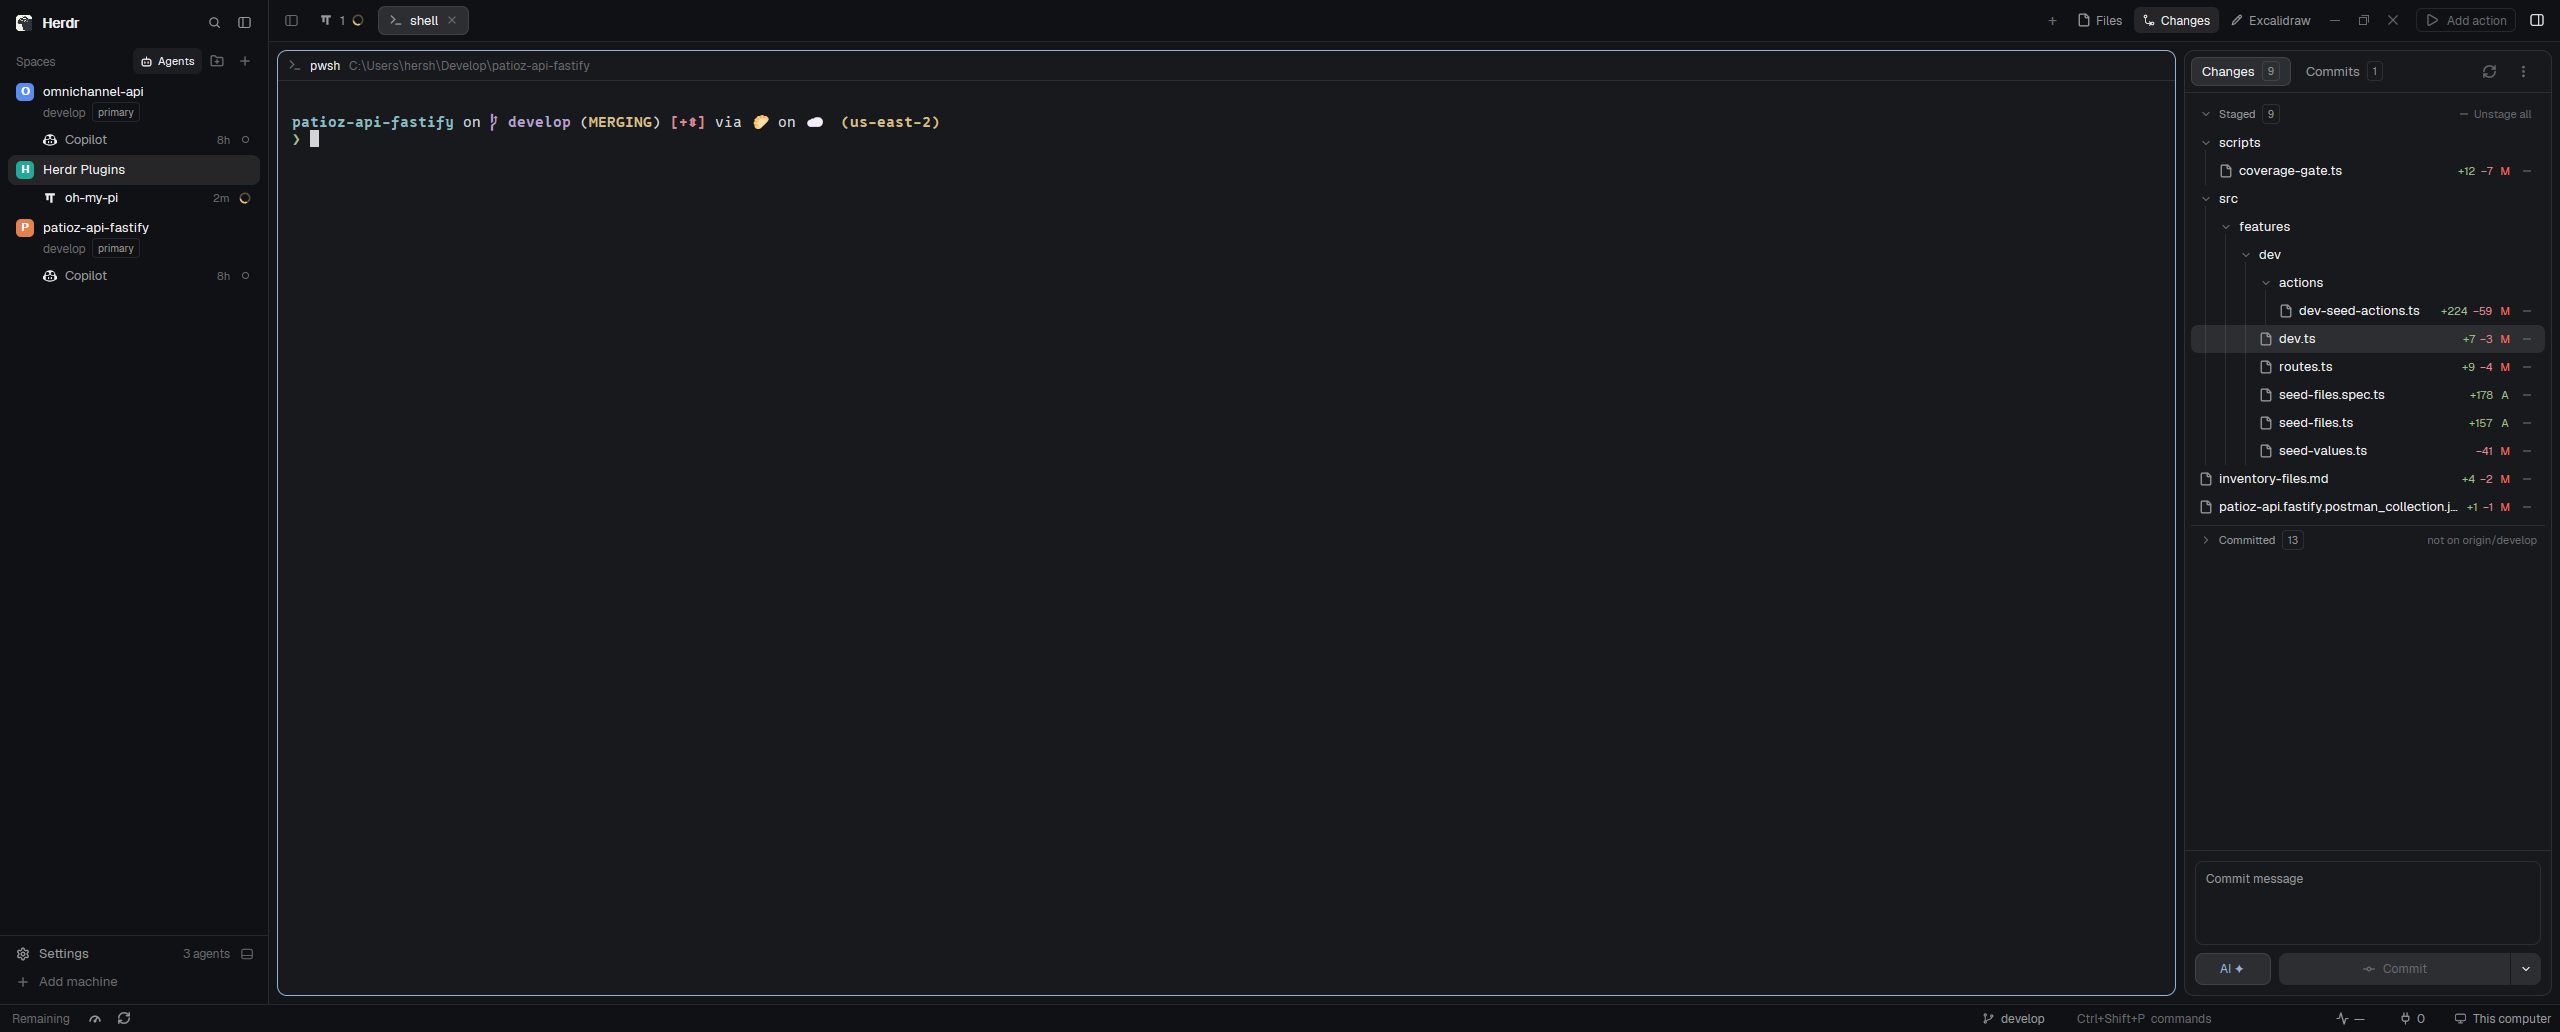 Herdr
Spaces
Agents
O omnichannel-api
develop primary
Copilot 8h
H Herdr Plugins
oh-my-pi 2m
P patioz-api-fastify
develop primary
Copilot 8h
Settings 3 agents
Add machine
Remaining
1
shell
Files
Changes
Excalidraw
Add action
pwsh C:\Users\hersh\Develop\patioz-api-fastify
patioz-api-fastify on develop (MERGING) [+⇕] via 🥟 on ☁️ (us-east-2)
❯
Changes 9
Commits 1
Staged 9
Unstage all
scripts
coverage-gate.ts +12 −7 M
src
features
dev
actions
dev-seed-actions.ts +224 −59 M
dev.ts +7 −3 M
routes.ts +9 −4 M
seed-files.spec.ts +178 A
seed-files.ts +157 A
seed-values.ts −41 M
inventory-files.md +4 −2 M
patioz-api.fastify.postman_collection.j... +1 −1 M
Committed 13 not on origin/develop
Commit message
AI
Commit
develop
Ctrl+Shift+P commands
—
0
This computer